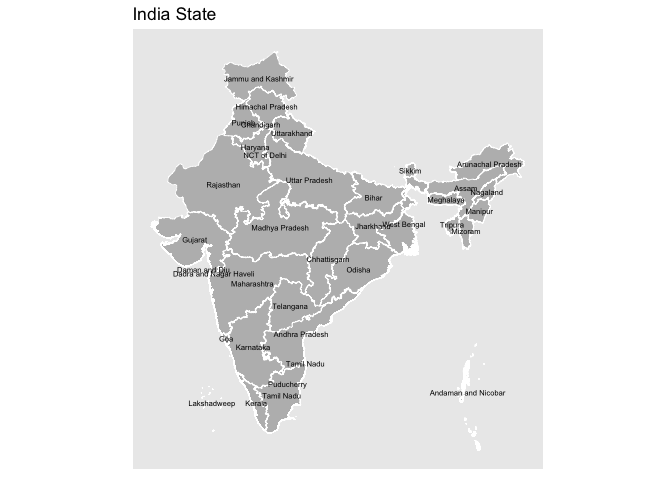 India State
Jammu and Kashmir
Himachal Pradesh
Punjab
Chandigarh
Uttarakhand
Haryana
NCT of Delhi
Sikkim
Arunachal Pradesh
Rajasthan
Uttar Pradesh
Assam
Nagaland
Bihar
Meghalaya
Manipur
Jharkhand
West Bengal
Tripura
Mizoram
Madhya Pradesh
Gujarat
Chhattisgarh
Daman and Diu
Dadra and Nagar Haveli
Odisha
Maharashtra
Telangana
Goa
Andhra Pradesh
Karnataka
Tamil Nadu
Puducherry
Andaman and Nicobar
Tamil Nadu
Lakshadweep
Kerala